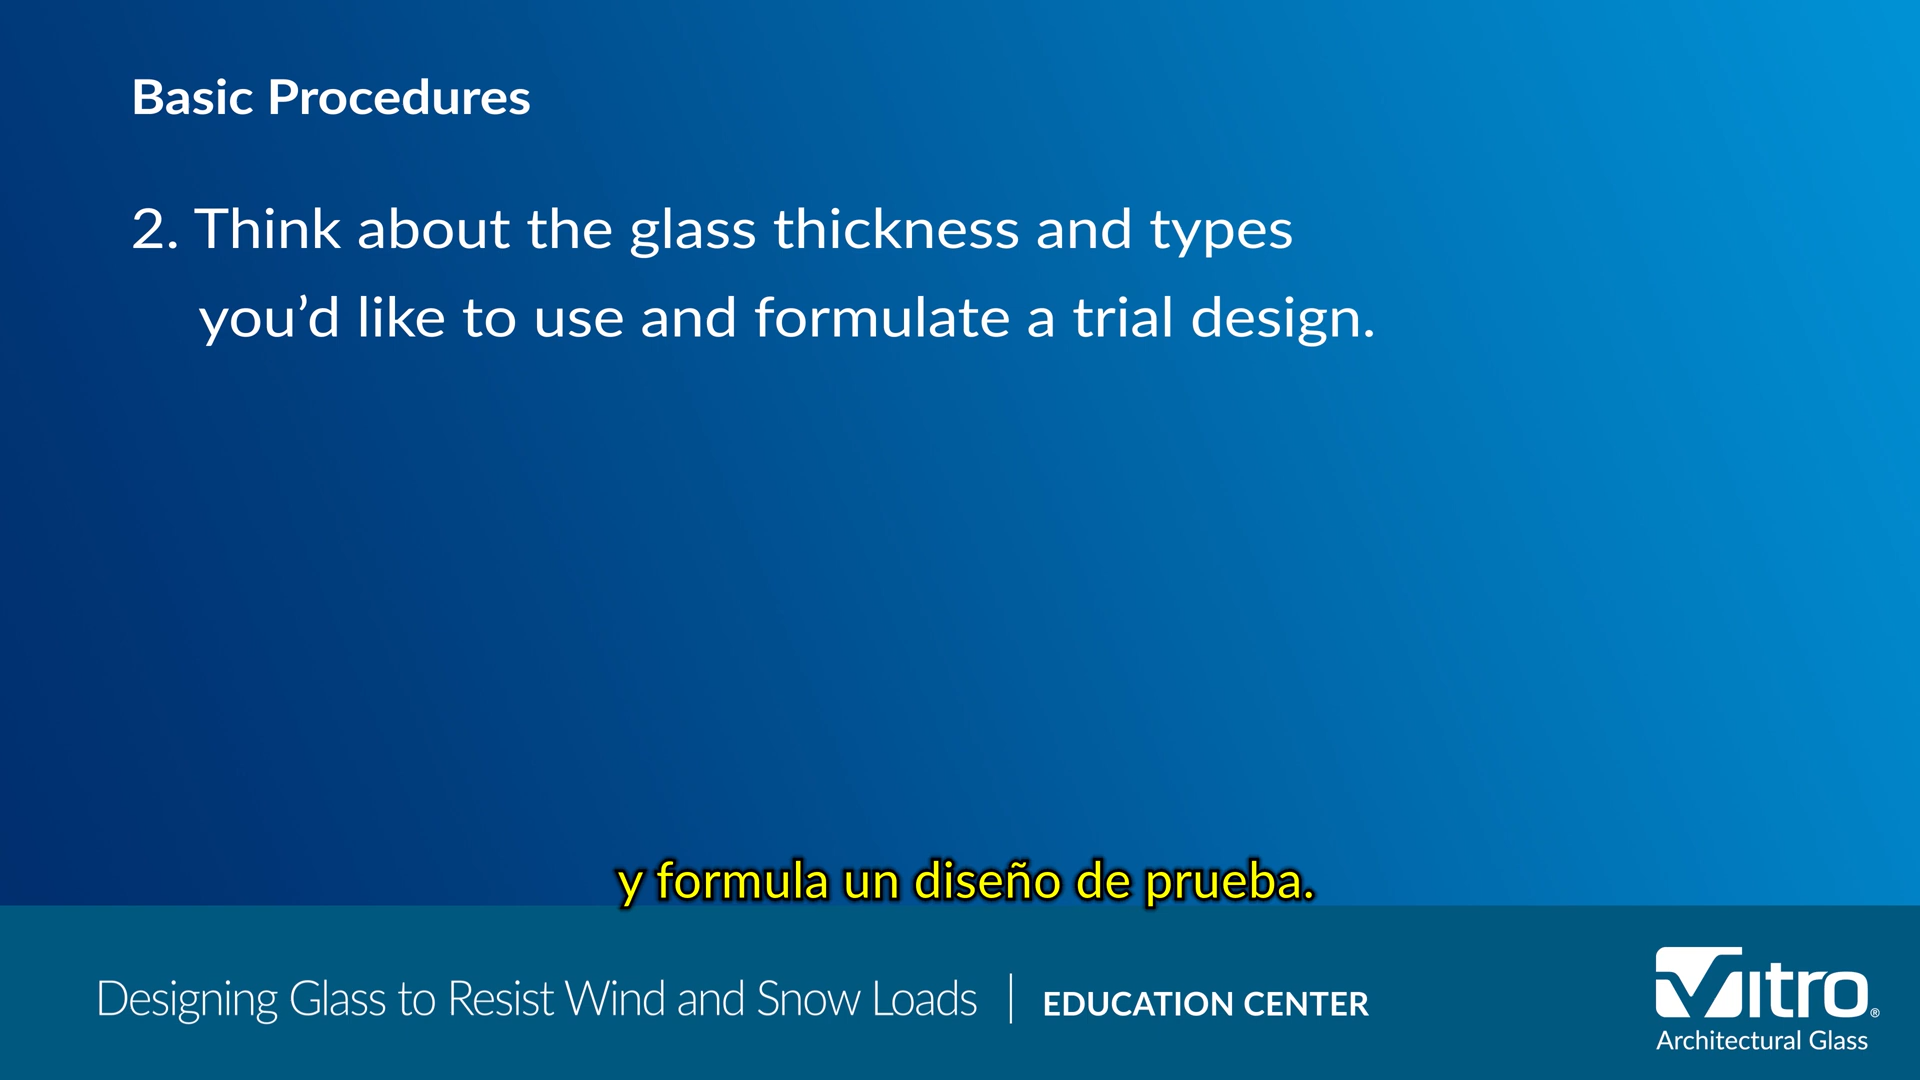 Basic Procedures
2. Think about the glass thickness and types
you’d like to use and formulate a trial design.
y formula un diseño de prueba.
Designing Glass to Resist Wind and Snow Loads | EDUCATION CENTER
Vitro®
Architectural Glass